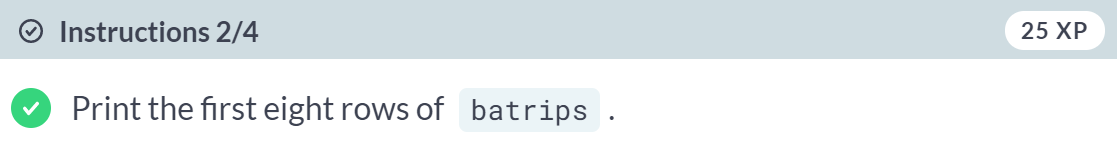 Instructions 2/4 25 XP
Print the first eight rows of batrips .